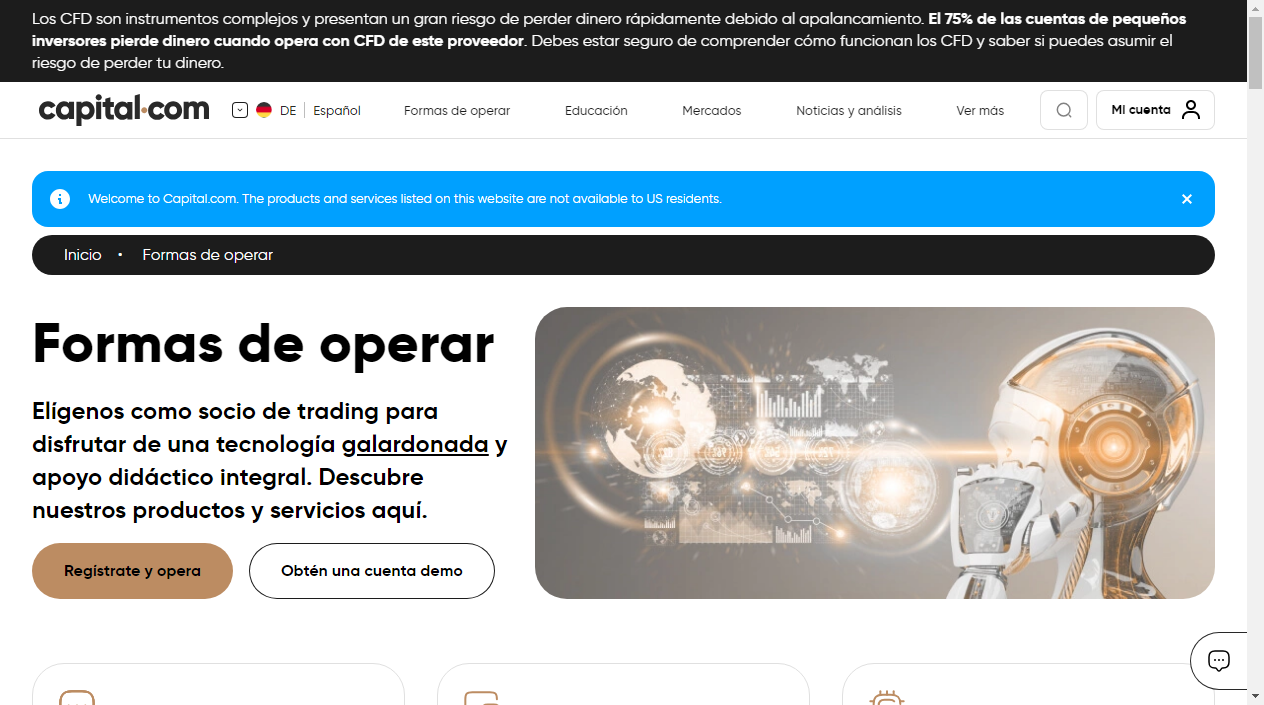 Los CFD son instrumentos complejos y presentan un gran riesgo de perder dinero rápidamente debido al apalancamiento. El 75% de las cuentas de pequeños
inversores pierde dinero cuando opera con CFD de este proveedor. Debes estar seguro de comprender cómo funcionan los CFD y saber si puedes asumir el
riesgo de perder tu dinero.
capital.com
DE
Español
Formas de operar
Educación
Mercados
Noticias y análisis
Ver más
Mi cuenta
Welcome to Capital.com. The products and services listed on this website are not available to US residents.
Inicio
Formas de operar
Formas de operar
Elígenos como socio de trading para
disfrutar de una tecnología galardonada y
apoyo didáctico integral. Descubre
nuestros productos y servicios aquí.
Regístrate y opera
Obtén una cuenta demo